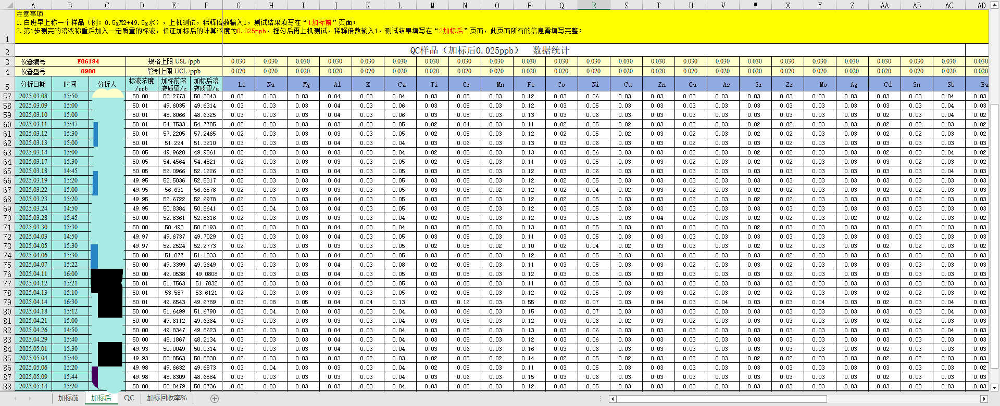 A B C D E F G H I J K L M N O P Q R S T U V W X Y Z AA AB AC AD
注意事项
1.白班早上称一个样品（例：0.5gM2+49.5g水），上机测试，稀释倍数输入1，测试结果填写在“1加标前”页面；
2.第1步测完的溶液称重后加入一定质量的标液，保证加标后的计算浓度为0.025ppb，摇匀后再上机测试，稀释倍数输入1，测试结果填写在“2加标后”页面，此页面所有的信息需填写完整；
1
2 QC样品（加标后0.025ppb） 数据统计
3 仪器编号 F06194 规格上限 USL /ppb 0.030 0.030 0.030 0.030 0.030 0.030 0.030 0.030 0.030 0.030 0.030 0.030 0.030 0.030 0.030 0.030 0.030 0.030 0.030 0.030 0.030 0.030 0.030 0.030
4 仪器型号 8900 管制上限 UCL /ppb 0.020 0.020 0.020 0.020 0.020 0.020 0.020 0.020 0.020 0.020 0.020 0.020 0.020 0.020 0.020 0.020 0.020 0.020 0.020 0.020 0.020 0.020 0.020 0.020
5 分析日期 时间 分析人 标液浓度/ppb 加标前溶液质量/g 加标后溶液质量/g Li Na Mg Al K Ca Ti Cr Mn Fe Co Ni Cu Zn Ga As Sr Zr Mo Ag Cd Sn Sb Ba
57 2025.03.08 15:50 50.00 50.2773 50.3043 0.03 0.03 0.03 0.04 0.03 0.04 0.03 0.05 0.03 0.12 0.03 0.06 0.03 0.03 0.03 0.03 0.03 0.03 0.03 0.03 0.03 0.03 0.04 0.03
58 2025.03.09 15:00 50.01 49.6035 49.6314 0.03 0.03 0.03 0.04 0.03 0.06 0.03 0.05 0.03 0.12 0.03 0.05 0.03 0.03 0.03 0.03 0.03 0.03 0.03 0.03 0.03 0.03 0.04 0.03
59 2025.03.10 15:00 50.01 48.6066 48.6325 0.03 0.03 0.03 0.03 0.03 0.06 0.03 0.05 0.03 0.13 0.03 0.06 0.03 0.03 0.03 0.03 0.03 0.03 0.03 0.03 0.02 0.03 0.04 0.02
60 2025.03.11 15:47 50.01 54.7533 54.7785 0.02 0.03 0.03 0.03 0.03 0.05 0.02 0.04 0.03 0.11 0.02 0.05 0.02 0.03 0.02 0.03 0.02 0.02 0.03 0.03 0.02 0.02 0.03 0.02
61 2025.03.12 15:30 50.01 57.2205 57.2465 0.02 0.03 0.03 0.03 0.03 0.05 0.02 0.05 0.03 0.12 0.02 0.05 0.02 0.03 0.02 0.03 0.02 0.02 0.03 0.03 0.02 0.02 0.03 0.02
62 2025.03.13 15:00 50.01 51.294 51.3210 0.03 0.03 0.03 0.04 0.03 0.04 0.03 0.06 0.03 0.13 0.03 0.06 0.03 0.03 0.03 0.03 0.03 0.03 0.03 0.03 0.03 0.03 0.03 0.03
63 2025.03.14 15:00 50.05 49.9628 49.9861 0.02 0.03 0.03 0.03 0.03 0.04 0.02 0.05 0.03 0.13 0.03 0.06 0.03 0.03 0.02 0.03 0.02 0.02 0.03 0.03 0.02 0.03 0.04 0.02
64 2025.03.17 15:30 50.05 54.4564 54.4821 0.02 0.03 0.03 0.03 0.03 0.05 0.02 0.05 0.03 0.11 0.03 0.05 0.03 0.03 0.02 0.03 0.02 0.02 0.03 0.03 0.02 0.02 0.03 0.02
65 2025.03.18 14:45 50.05 52.0966 52.1226 0.03 0.03 0.03 0.04 0.03 0.05 0.03 0.05 0.03 0.12 0.03 0.06 0.03 0.03 0.03 0.03 0.03 0.03 0.03 0.03 0.03 0.03 0.04 0.03
66 2025.03.19 15:20 49.95 52.5036 52.5317 0.02 0.03 0.03 0.04 0.03 0.05 0.03 0.05 0.03 0.12 0.02 0.05 0.03 0.03 0.02 0.03 0.02 0.03 0.03 0.03 0.03 0.03 0.03 0.03
67 2025.03.22 15:00 49.95 56.631 56.6578 0.02 0.03 0.03 0.03 0.03 0.05 0.03 0.05 0.02 0.12 0.02 0.04 0.02 0.03 0.02 0.03 0.02 0.02 0.03 0.03 0.02 0.02 0.03 0.02
68 2025.03.23 15:20 49.95 52.6722 52.6978 0.02 0.03 0.03 0.04 0.03 0.05 0.03 0.05 0.03 0.12 0.02 0.05 0.03 0.03 0.02 0.03 0.02 0.03 0.03 0.03 0.03 0.02 0.03 0.03
69 2025.03.24 14:50 49.95 50.8384 50.8641 0.03 0.04 0.03 0.04 0.03 0.05 0.03 0.05 0.03 0.12 0.03 0.05 0.03 0.03 0.03 0.03 0.03 0.03 0.03 0.03 0.03 0.03 0.03 0.03
70 2025.03.28 15:45 50.00 52.8361 52.8616 0.02 0.03 0.03 0.03 0.03 0.04 0.02 0.05 0.03 0.12 0.03 0.05 0.03 0.04 0.02 0.03 0.02 0.02 0.03 0.02 0.02 0.02 0.03 0.02
71 2025.03.30 15:30 50.00 50.493 50.5193 0.03 0.03 0.03 0.04 0.03 0.04 0.03 0.05 0.03 0.13 0.03 0.05 0.03 0.03 0.03 0.03 0.02 0.03 0.03 0.03 0.03 0.03 0.03 0.03
72 2025.04.03 14:50 49.97 49.6737 49.7029 0.03 0.03 0.03 0.04 0.03 0.05 0.03 0.05 0.03 0.11 0.03 0.05 0.03 0.03 0.03 0.03 0.03 0.03 0.03 0.03 0.03 0.03 0.03 0.03
73 2025.04.05 15:30 49.97 52.2524 52.2773 0.02 0.03 0.03 0.03 0.03 0.05 0.02 0.05 0.02 0.10 0.02 0.04 0.02 0.03 0.02 0.03 0.02 0.02 0.03 0.03 0.02 0.02 0.03 0.02
74 2025.04.06 15:30 50.00 51.077 51.1033 0.03 0.03 0.03 0.04 0.03 0.05 0.03 0.05 0.03 0.12 0.03 0.05 0.03 0.03 0.03 0.03 0.03 0.02 0.03 0.03 0.03 0.03 0.03 0.03
75 2025.04.07 15:22 50.00 49.3399 49.3649 0.03 0.03 0.03 0.04 0.03 0.08 0.02 0.05 0.03 0.11 0.03 0.05 0.03 0.03 0.02 0.03 0.03 0.03 0.03 0.03 0.02 0.02 0.03 0.03
76 2025.04.11 16:00 50.00 49.0538 49.0808 0.03 0.03 0.03 0.03 0.03 0.05 0.03 0.05 0.03 0.12 0.03 0.05 0.03 0.03 0.03 0.03 0.03 0.03 0.03 0.03 0.03 0.03 0.03 0.03
77 2025.04.12 15:21 50.01 51.7563 51.7832 0.03 0.03 0.03 0.04 0.03 0.05 0.03 0.05 0.03 0.11 0.03 0.05 0.03 0.03 0.03 0.03 0.03 0.03 0.03 0.03 0.03 0.03 0.03 0.03
78 2025.04.13 15:10 50.01 53.587 53.6121 0.02 0.03 0.03 0.03 0.03 0.05 0.02 0.05 0.03 0.12 0.02 0.05 0.03 0.03 0.02 0.03 0.02 0.02 0.03 0.03 0.02 0.02 0.03 0.03
79 2025.04.14 16:30 50.01 49.6543 49.6789 0.03 0.08 0.05 0.04 0.04 0.13 0.03 0.12 0.03 0.55 0.02 0.07 0.03 0.04 0.03 0.04 0.03 0.03 0.04 0.03 0.02 0.03 0.04 0.03
80 2025.04.18 15:12 50.00 51.6499 51.6790 0.03 0.04 0.03 0.03 0.03 0.04 0.03 0.06 0.03 0.15 0.03 0.07 0.03 0.03 0.03 0.03 0.03 0.03 0.03 0.03 0.03 0.03 0.04 0.03
81 2025.04.21 15:00 50.00 49.6112 49.6364 0.03 0.03 0.03 0.03 0.03 0.04 0.03 0.05 0.03 0.12 0.03 0.06 0.02 0.03 0.02 0.03 0.03 0.03 0.03 0.03 0.02 0.02 0.03 0.03
82 2025.04.26 14:50 50.00 49.8347 49.8623 0.03 0.03 0.03 0.04 0.03 0.04 0.03 0.05 0.03 0.13 0.03 0.06 0.03 0.03 0.03 0.03 0.03 0.03 0.03 0.03 0.03 0.03 0.04 0.03
83 2025.04.29 15:40 50.00 48.1867 48.2134 0.03 0.03 0.03 0.03 0.03 0.04 0.03 0.05 0.03 0.12 0.03 0.05 0.03 0.03 0.03 0.03 0.03 0.03 0.03 0.03 0.03 0.03 0.03 0.03
84 2025.05.01 15:30 49.93 50.0049 50.0314 0.03 0.03 0.03 0.04 0.03 0.04 0.03 0.06 0.03 0.16 0.03 0.06 0.03 0.03 0.03 0.03 0.03 0.03 0.03 0.03 0.02 0.03 0.03 0.03
85 2025.05.04 15:40 49.93 50.8563 50.8830 0.02 0.03 0.03 0.03 0.02 0.03 0.02 0.05 0.02 0.14 0.02 0.05 0.02 0.03 0.02 0.02 0.02 0.02 0.03 0.03 0.02 0.02 0.03 0.03
86 2025.05.06 15:20 49.98 49.6632 49.6873 0.03 0.04 0.03 0.03 0.03 0.04 0.02 0.05 0.03 0.11 0.03 0.05 0.03 0.03 0.03 0.03 0.03 0.03 0.03 0.03 0.03 0.03 0.03 0.02
87 2025.05.09 15:44 49.98 48.6309 48.6584 0.03 0.03 0.03 0.04 0.03 0.04 0.03 0.06 0.03 0.15 0.03 0.06 0.03 0.03 0.03 0.03 0.03 0.03 0.03 0.03 0.02 0.03 0.03 0.03
88 2025.05.14 15:20 50.00 50.0479 50.0736 0.03 0.03 0.03 0.03 0.03 0.04 0.03 0.05 0.03 0.12 0.03 0.05 0.03 0.03 0.03 0.03 0.03 0.03 0.03 0.03 0.03 0.03 0.03 0.03
加标前 加标后 QC 加标回收率%